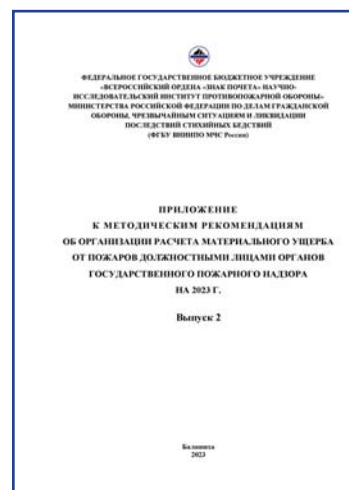 ФЕДЕРАЛЬНОЕ ГОСУДАРСТВЕННОЕ БЮДЖЕТНОЕ УЧРЕЖДЕНИЕ
«ВСЕРОССИЙСКИЙ ОРДЕНА «ЗНАК ПОЧЕТА» НАУЧНО-
ИССЛЕДОВАТЕЛЬСКИЙ ИНСТИТУТ ПРОТИВОПОЖАРНОЙ ОБОРОНЫ»
МИНИСТЕРСТВА РОССИЙСКОЙ ФЕДЕРАЦИИ ПО ДЕЛАМ ГРАЖДАНСКОЙ
ОБОРОНЫ, ЧРЕЗВЫЧАЙНЫМ СИТУАЦИЯМ И ЛИКВИДАЦИИ
ПОСЛЕДСТВИЙ СТИХИЙНЫХ БЕДСТВИЙ
(ФГБУ ВНИИПО МЧС России)
ПРИЛОЖЕНИЕ
К МЕТОДИЧЕСКИМ РЕКОМЕНДАЦИЯМ
ОБ ОРГАНИЗАЦИИ РАСЧЕТА МАТЕРИАЛЬНОГО УЩЕРБА
ОТ ПОЖАРОВ ДОЛЖНОСТНЫМИ ЛИЦАМИ ОРГАНОВ
ГОСУДАРСТВЕННОГО ПОЖАРНОГО НАДЗОРА
НА 2023 Г.
Выпуск 2
Балашиха
2023